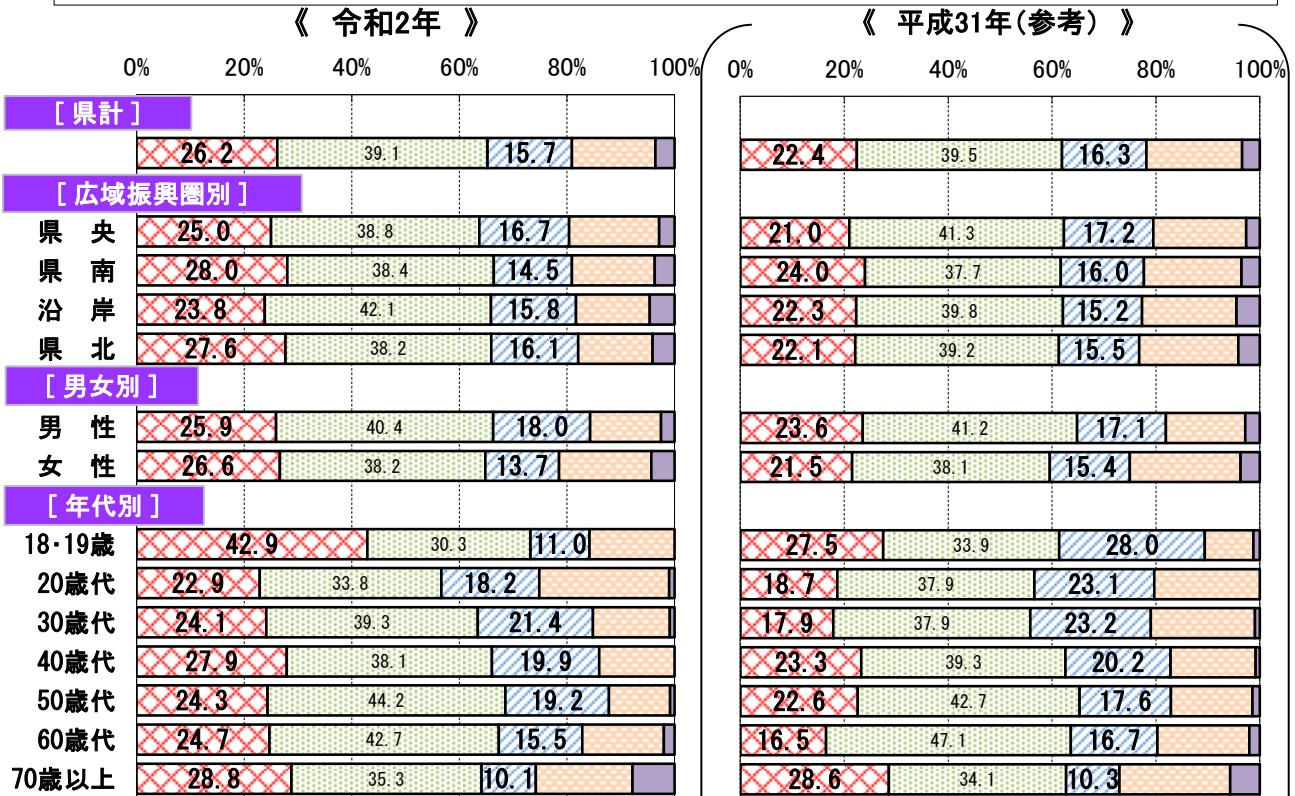 《 令和2年 》 《 平成31年(参考) 》
0% 20% 40% 60% 80% 100% 0% 20% 40% 60% 80% 100%
[ 県計 ]
26.2 39.1 15.7 22.4 39.5 16.3
[ 広域振興圏別 ]
県 央 25.0 38.8 16.7 21.0 41.3 17.2
県 南 28.0 38.4 14.5 24.0 37.7 16.0
沿 岸 23.8 42.1 15.8 22.3 39.8 15.2
県 北 27.6 38.2 16.1 22.1 39.2 15.5
[ 男女別 ]
男 性 25.9 40.4 18.0 23.6 41.2 17.1
女 性 26.6 38.2 13.7 21.5 38.1 15.4
[ 年代別 ]
18・19歳 42.9 30.3 11.0 27.5 33.9 28.0
20歳代 22.9 33.8 18.2 18.7 37.9 23.1
30歳代 24.1 39.3 21.4 17.9 37.9 23.2
40歳代 27.9 38.1 19.9 23.3 39.3 20.2
50歳代 24.3 44.2 19.2 22.6 42.7 17.6
60歳代 24.7 42.7 15.5 16.5 47.1 16.7
70歳以上 28.8 35.3 10.1 28.6 34.1 10.3